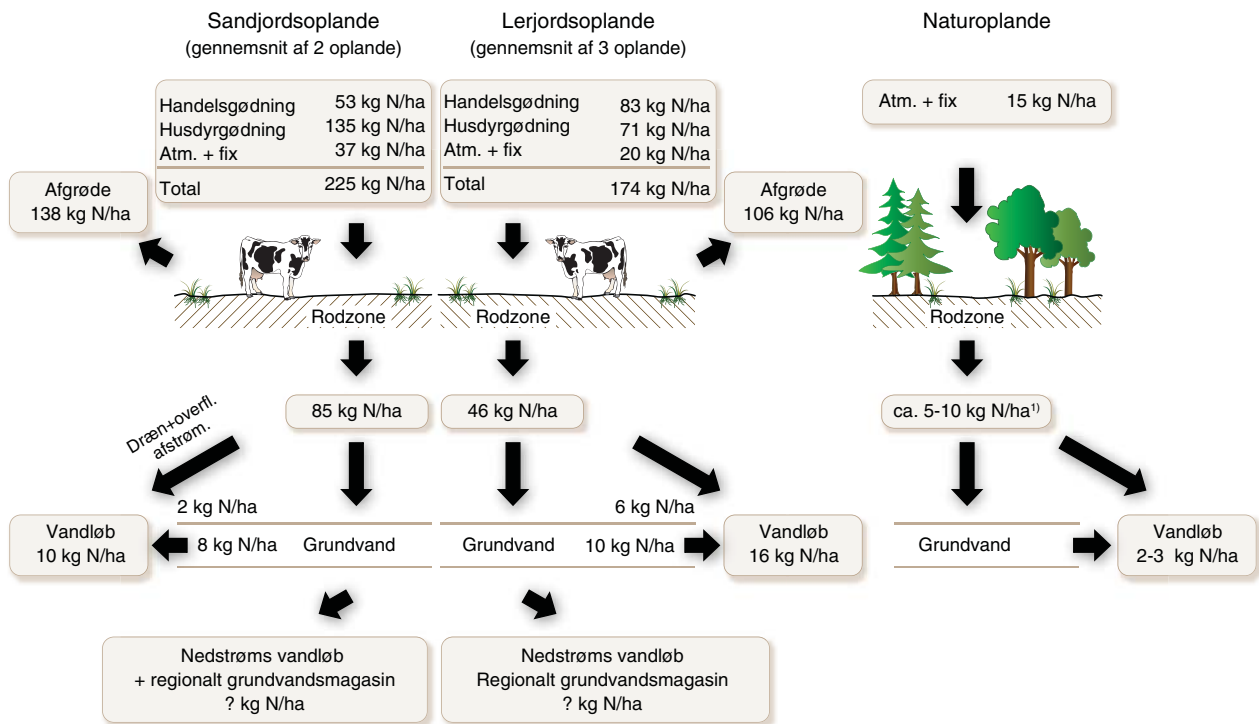 Sandjordsoplande
(gennemsnit af 2 oplande)
Lerjordsoplande
(gennemsnit af 3 oplande)
Naturoplande
Handelsgødning 53 kg N/ha
Husdyrgødning 135 kg N/ha
Atm. + fix 37 kg N/ha
Total 225 kg N/ha
Handelsgødning 83 kg N/ha
Husdyrgødning 71 kg N/ha
Atm. + fix 20 kg N/ha
Total 174 kg N/ha
Atm. + fix 15 kg N/ha
Afgrøde
138 kg N/ha
Afgrøde
106 kg N/ha
Rodzone
Rodzone
Rodzone
85 kg N/ha
46 kg N/ha
ca. 5-10 kg N/ha¹⁾
Dræn+overfl.
afstrøm.
2 kg N/ha
6 kg N/ha
Vandløb
10 kg N/ha
8 kg N/ha
Grundvand
Grundvand
10 kg N/ha
Vandløb
16 kg N/ha
Grundvand
Vandløb
2-3 kg N/ha
Nedstrøms vandløb
+ regionalt grundvandsmagasin
? kg N/ha
Nedstrøms vandløb
Regionalt grundvandsmagasin
? kg N/ha